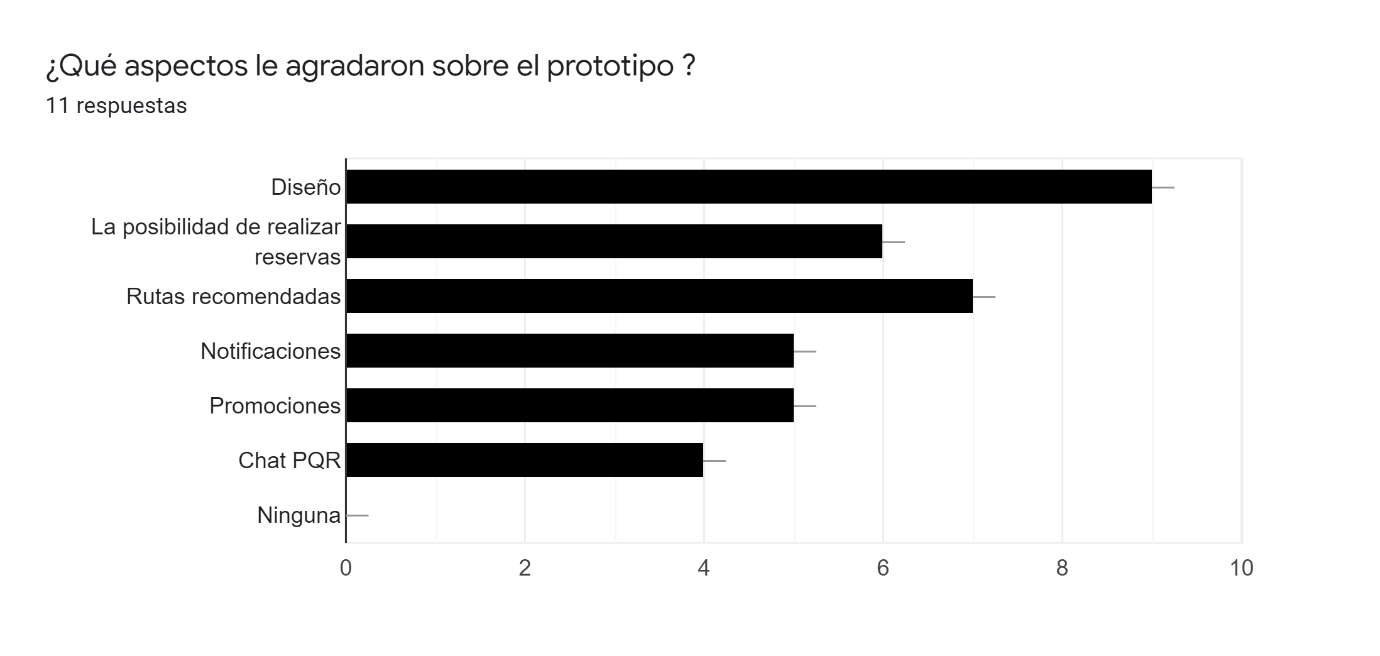 ¿Qué aspectos le agradaron sobre el prototipo ?
11 respuestas
Diseño
La posibilidad de realizar
reservas
Rutas recomendadas
Notificaciones
Promociones
Chat PQR
Ninguna
0 2 4 6 8 10